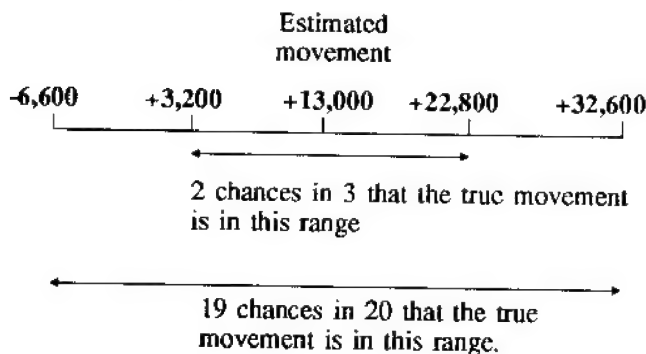 Estimated
movement
-6,600 +3,200 +13,000 +22,800 +32,600
2 chances in 3 that the true movement
is in this range
19 chances in 20 that the true
movement is in this range.